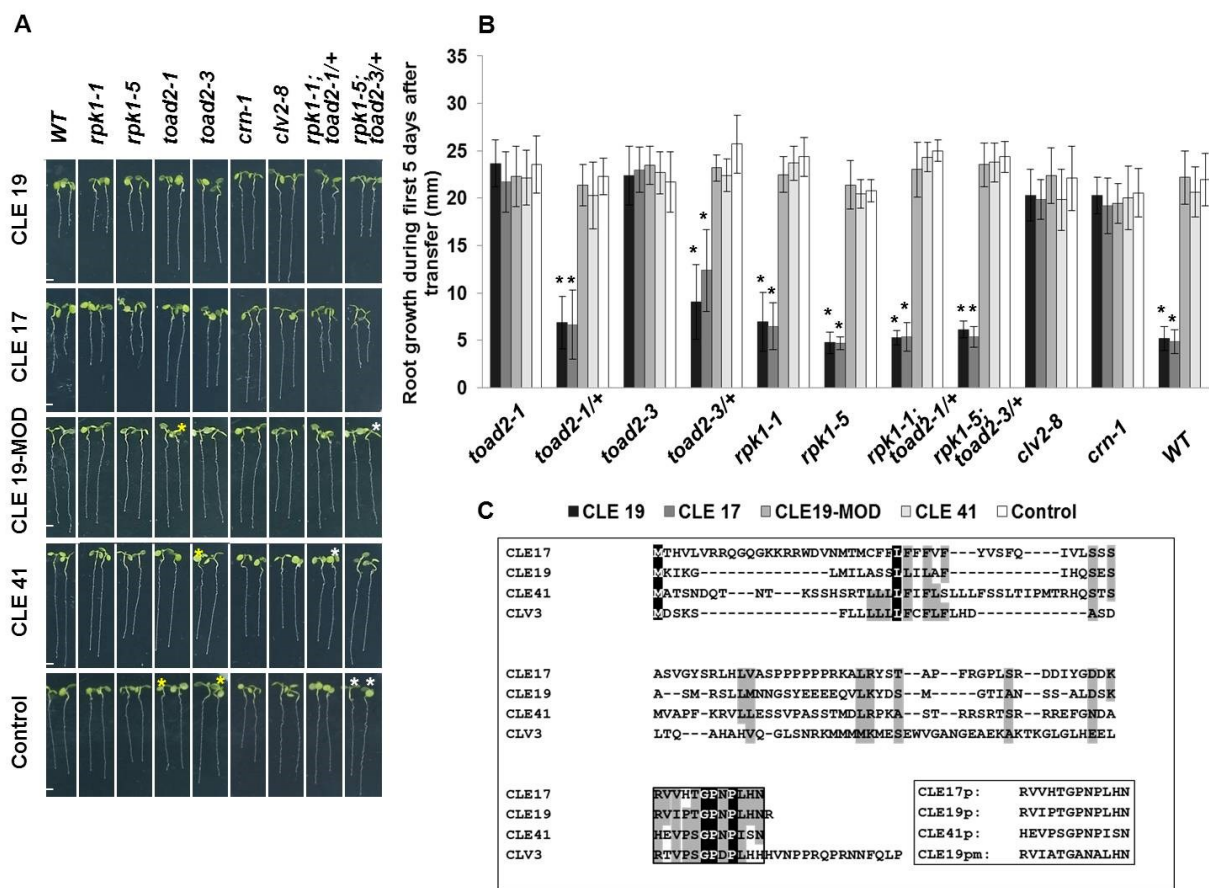 A
WT
rpk1-1
rpk1-5
toad2-1
toad2-3
crn-1
clv2-8
rpk1-1;
toad2-1/+
rpk1-5;
toad2-3/+
CLE 19
CLE 17
CLE 19-MOD
* *
CLE 41
* *
Control
* * * *
B
Root growth during first 5 days after
transfer (mm)
35
30
25
20
15
10
5
0
* *
* *
* *
* *
* *
* *
* *
toad2-1
toad2-1/+
toad2-3
toad2-3/+
rpk1-1
rpk1-5
rpk1-1;
toad2-1/+
rpk1-5;
toad2-3/+
clv2-8
crn-1
WT
CLE 19 CLE 17 CLE19-MOD CLE 41 Control
C
CLE17 MTHVLVRRQGQGKKRRWDVNMTMCFFLFFFVF---YVSFQ---IVLSSS
CLE19 MKIKG-----------------LMILASSLLILAF------------IHQSES
CLE41 MATSNDQT---NT---KSSHSRTLLLLFIFLSLLLFSSLTIPMTRHQSTS
CLV3 MDSKS-----------------FLLLLLLFCFLFLHD-----------ASD
CLE17 ASVGYSRLHLVASPPPPPPRKALRYST--AP--FRGPLSR--DDIYGDDK
CLE19 A--SM-RSLLMNNGSYEEEEQVLKYDS--M----GTIAN--SS--ALDSK
CLE41 MVAPF-KRVLLESSVPASSTMDLRPKA--ST--RRSRTSR--RREFGNDA
CLV3 LTQ---AHAHVQ-GLSNRKMMMMKMESEWVGANGEAEKAKTKGLGLHEEL
CLE17 RVVHTGPNPLHN
CLE19 RVIPTGPNPLHNR
CLE41 HEVPSGPNPISN
CLV3 RTVPSGPDPLHHHVNPPRQPRNNFQLP
CLE17p: RVVHTGPNPLHN
CLE19p: RVIPTGPNPLHN
CLE41p: HEVPSGPNPISN
CLE19pm: RVIATGANALHN